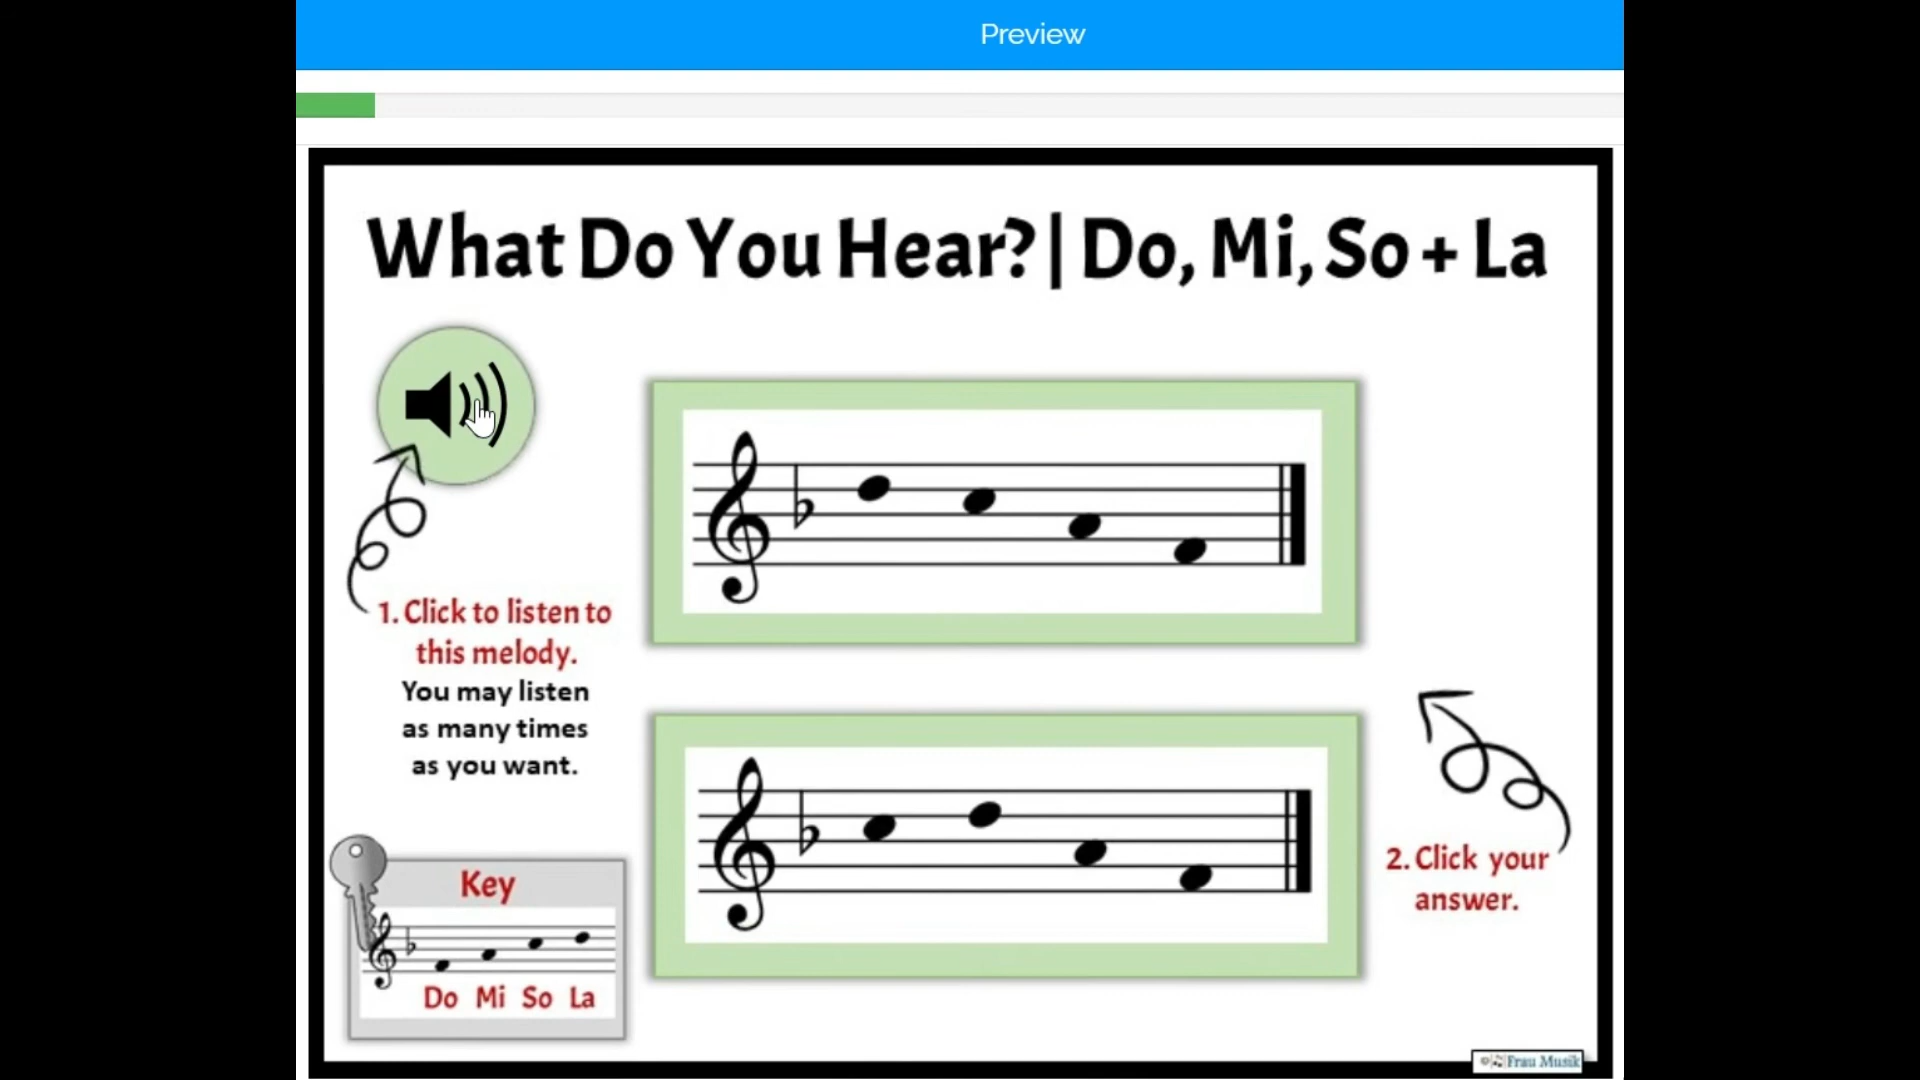 Preview
What Do You Hear? | Do, Mi, So + La
1. Click to listen to
this melody.
You may listen
as many times
as you want.
2. Click your
answer.
Key
Do Mi So La
Frau Musik